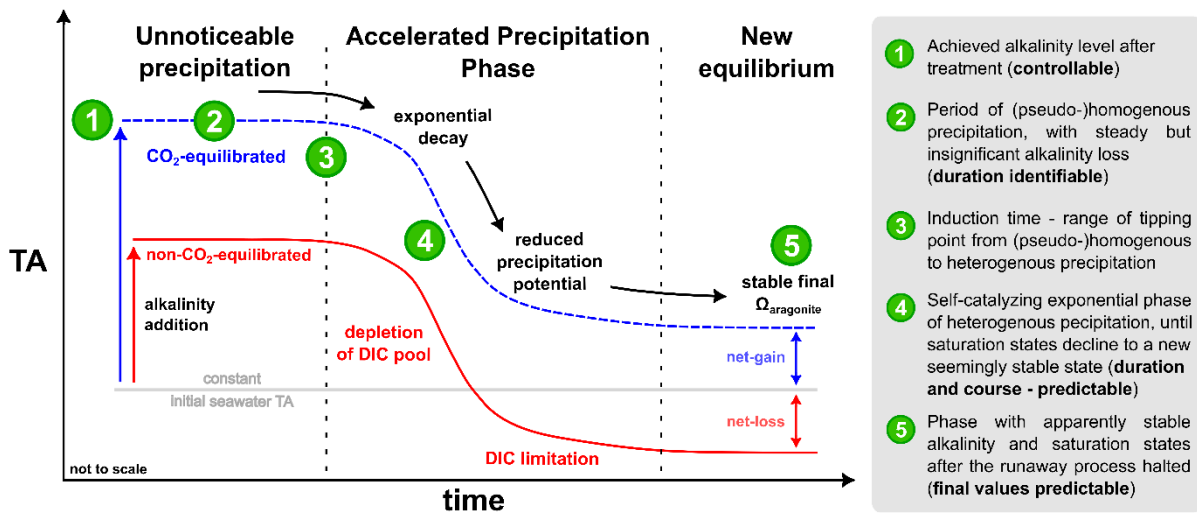 Unnoticeable
precipitation
Accelerated Precipitation
Phase
New
equilibrium
1
2
CO₂-equilibrated
3
exponential
decay
4
reduced
precipitation
potential
5
stable final
Ωaragonite
TA
non-CO₂-equilibrated
alkalinity
addition
depletion
of DIC pool
constant
initial seawater TA
net-gain
net-loss
DIC limitation
not to scale
time
1
Achieved alkalinity level after
treatment (controllable)
2
Period of (pseudo-)homogenous
precipitation, with steady but
insignificant alkalinity loss
(duration identifiable)
3
Induction time - range of tipping
point from (pseudo-)homogenous
to heterogenous precipitation
4
Self-catalyzing exponential phase
of heterogenous pecipitation, until
saturation states decline to a new
seemingly stable state (duration
and course - predictable)
5
Phase with apparently stable
alkalinity and saturation states
after the runaway process halted
(final values predictable)